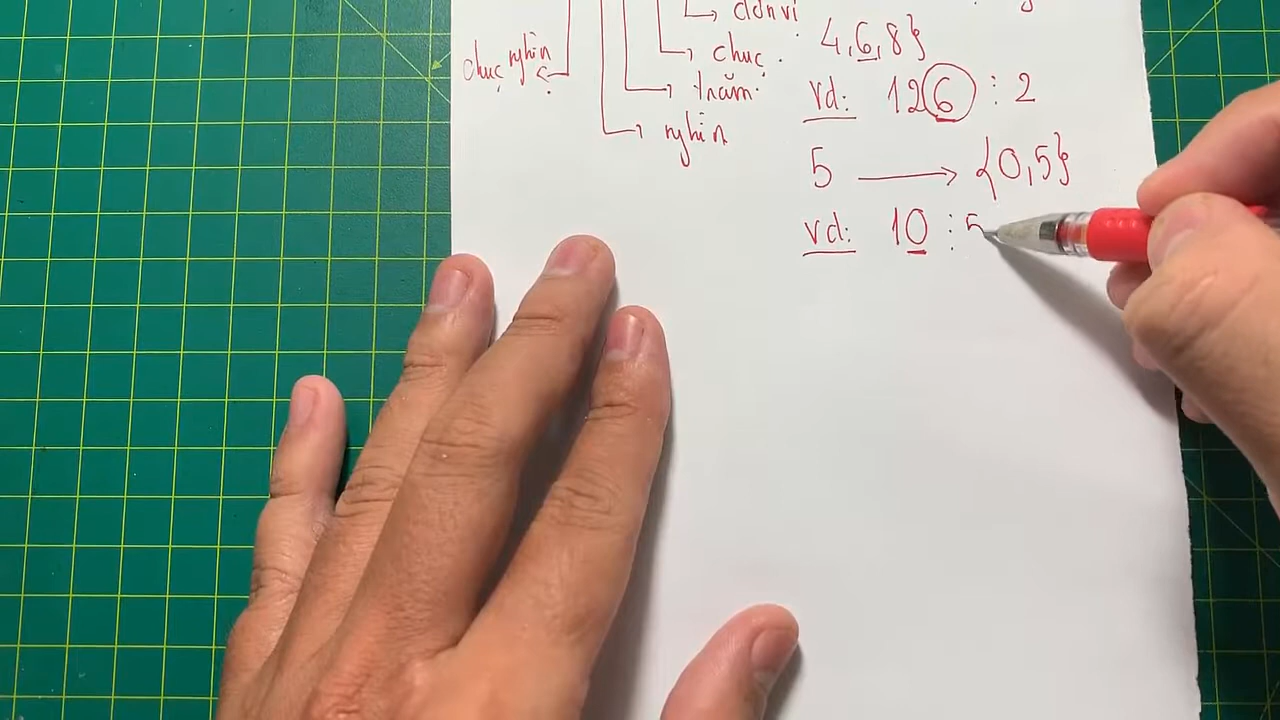 đơn vị
chục
trăm
nghìn
chục nghìn
4,6,8}
vd: 126 ⋮ 2
5 → {0,5}
vd: 10 ⋮ 5